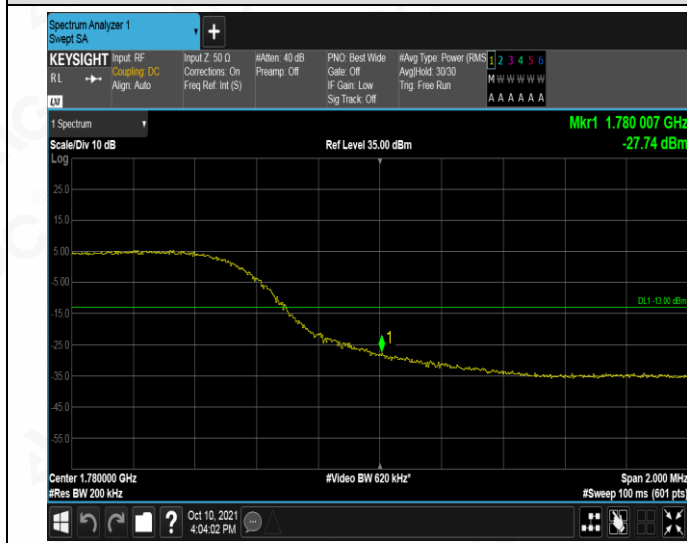 Spectrum Analyzer 1
Swept SA
+
KEYSIGHT Input: RF Input Z: 50 Ω #Atten: 40 dB PNO: Best Wide #Avg Type: Power (RMS 1 2 3 4 5 6
RL Coupling: DC Corrections: On Preamp: Off Gate: Off Avg|Hold: 30/30 M W W W W W
Align: Auto Freq Ref: Int (S) IF Gain: Low Trig: Free Run
LXI Sig Track: Off A A A A A A
1 Spectrum Mkr1 1.780 007 GHz
Scale/Div 10 dB Ref Level 35.00 dBm -27.74 dBm
Log
25.0
15.0
5.00
-5.00
DL1 -13.00 dBm
-15.0
1
-25.0
-35.0
-45.0
-55.0
Center 1.780000 GHz #Video BW 620 kHz* Span 2.000 MHz
#Res BW 200 kHz #Sweep 100 ms (601 pts)
? Oct 10, 2021
4:04:02 PM